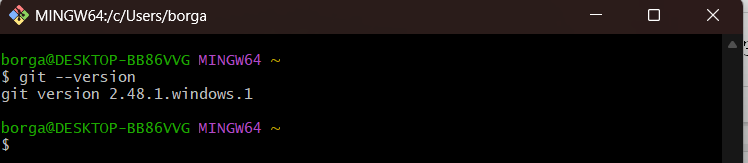 MINGW64:/c/Users/borga
borga@DESKTOP-BB86VVG MINGW64 ~
$ git --version
git version 2.48.1.windows.1
borga@DESKTOP-BB86VVG MINGW64 ~
$